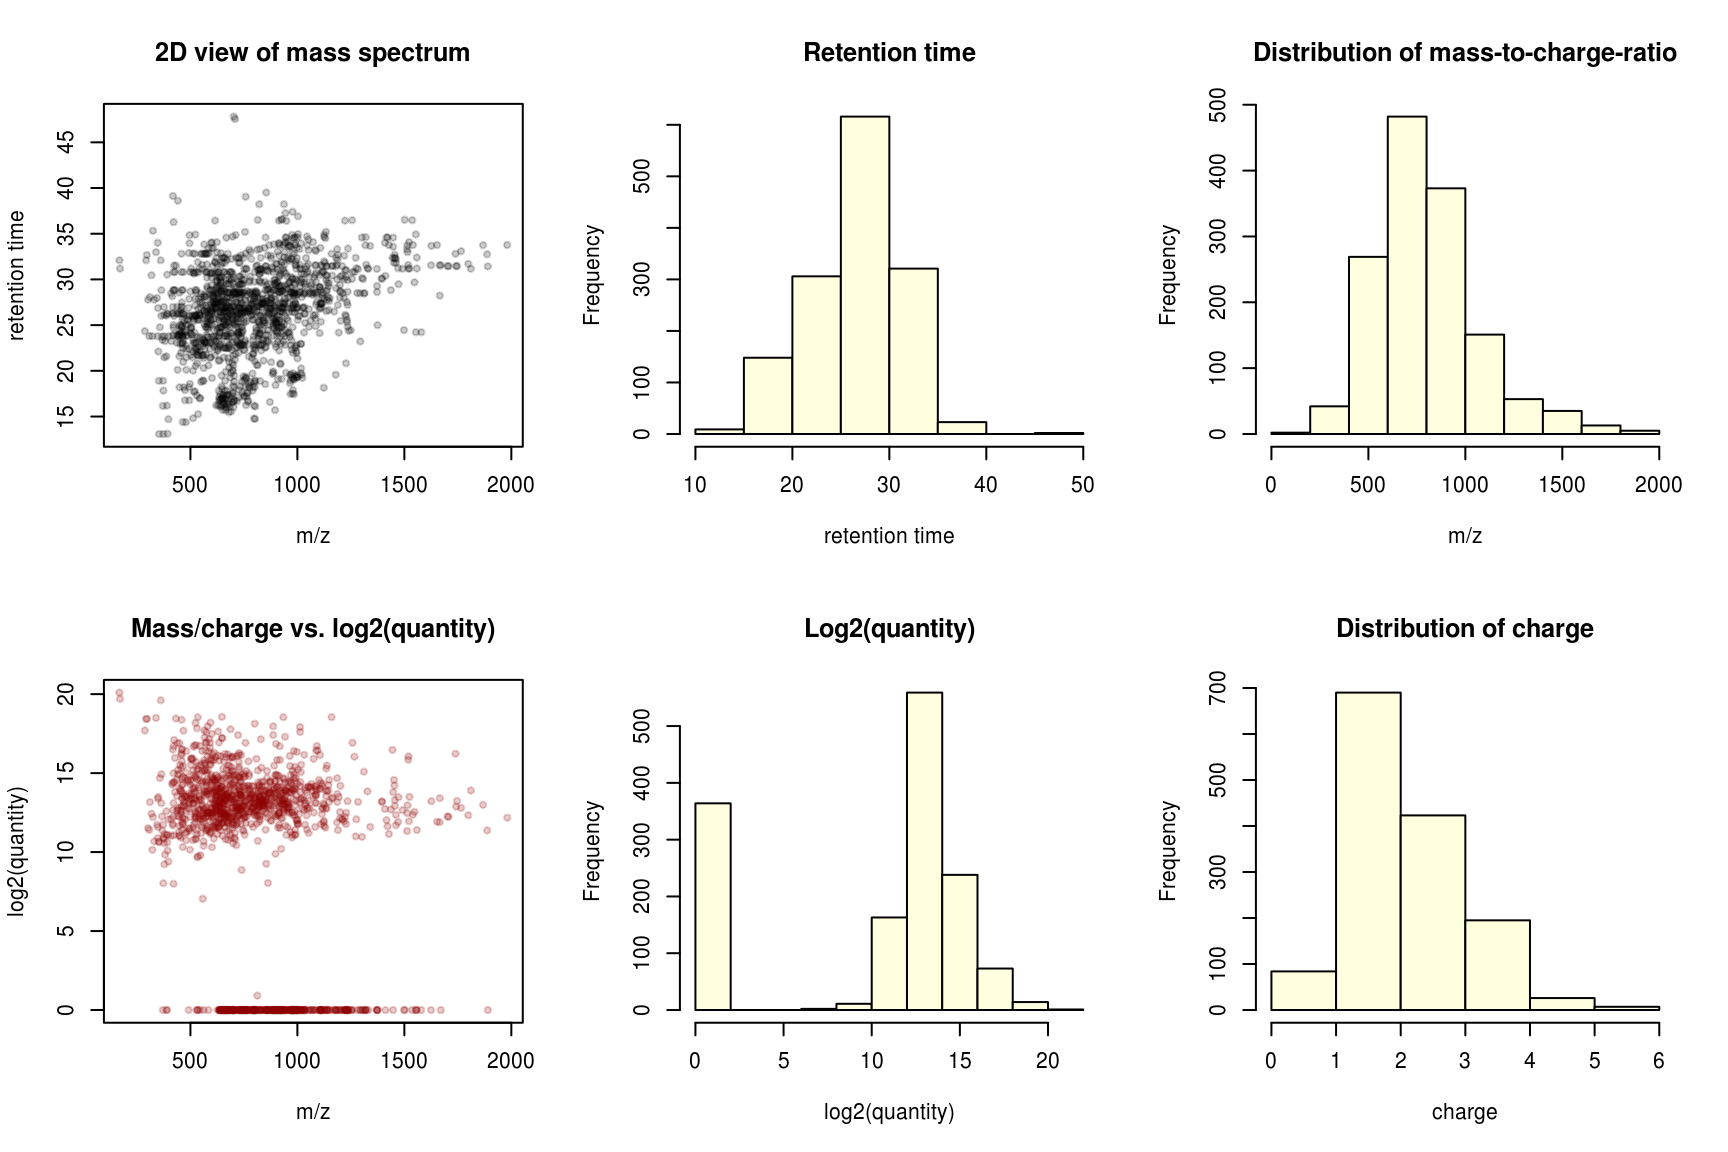 2D view of mass spectrum
retention time
45
40
35
30
25
20
15
500 1000 1500 2000
m/z
Retention time
Frequency
500
300
100
0
10 20 30 40 50
retention time
Distribution of mass-to-charge-ratio
Frequency
500
400
300
200
100
0
0 500 1000 1500 2000
m/z
Mass/charge vs. log2(quantity)
log2(quantity)
20
15
10
5
0
500 1000 1500 2000
m/z
Log2(quantity)
Frequency
500
400
300
200
100
0
0 5 10 15 20
log2(quantity)
Distribution of charge
Frequency
700
500
300
100
0
0 1 2 3 4 5 6
charge